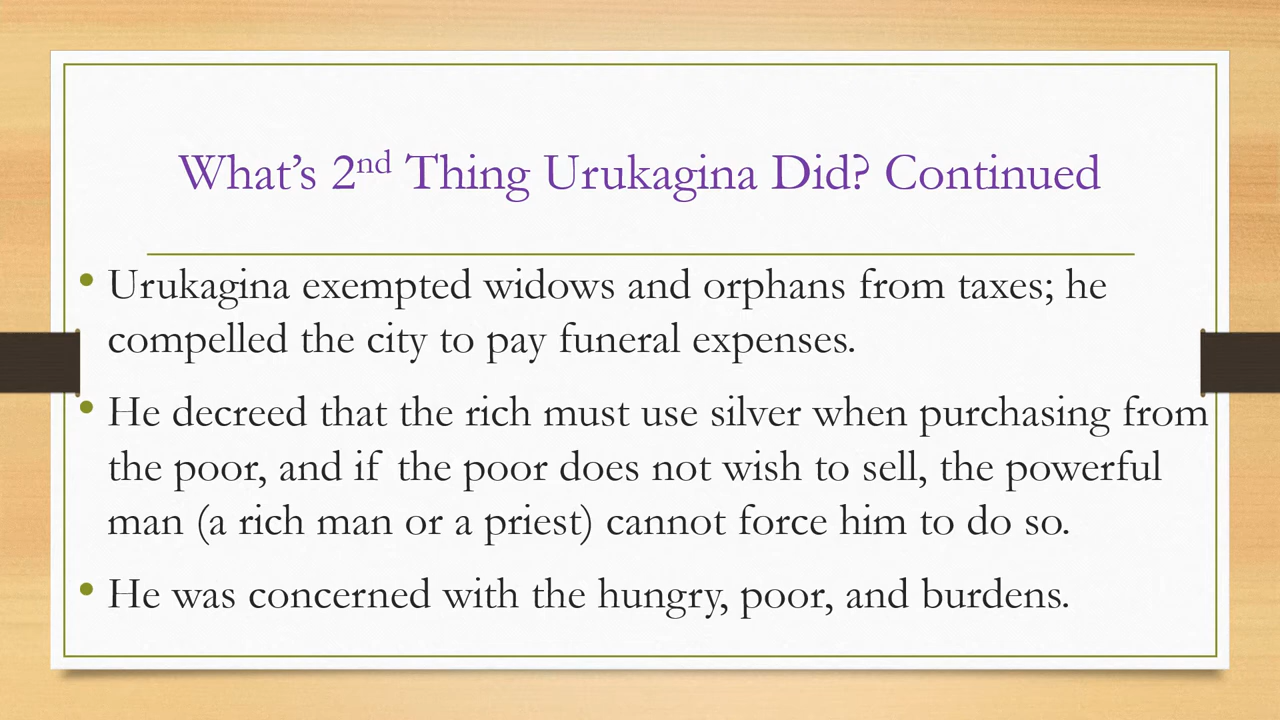 What’s 2nd Thing Urukagina Did? Continued
• Urukagina exempted widows and orphans from taxes; he
compelled the city to pay funeral expenses.
• He decreed that the rich must use silver when purchasing from
the poor, and if the poor does not wish to sell, the powerful
man (a rich man or a priest) cannot force him to do so.
• He was concerned with the hungry, poor, and burdens.